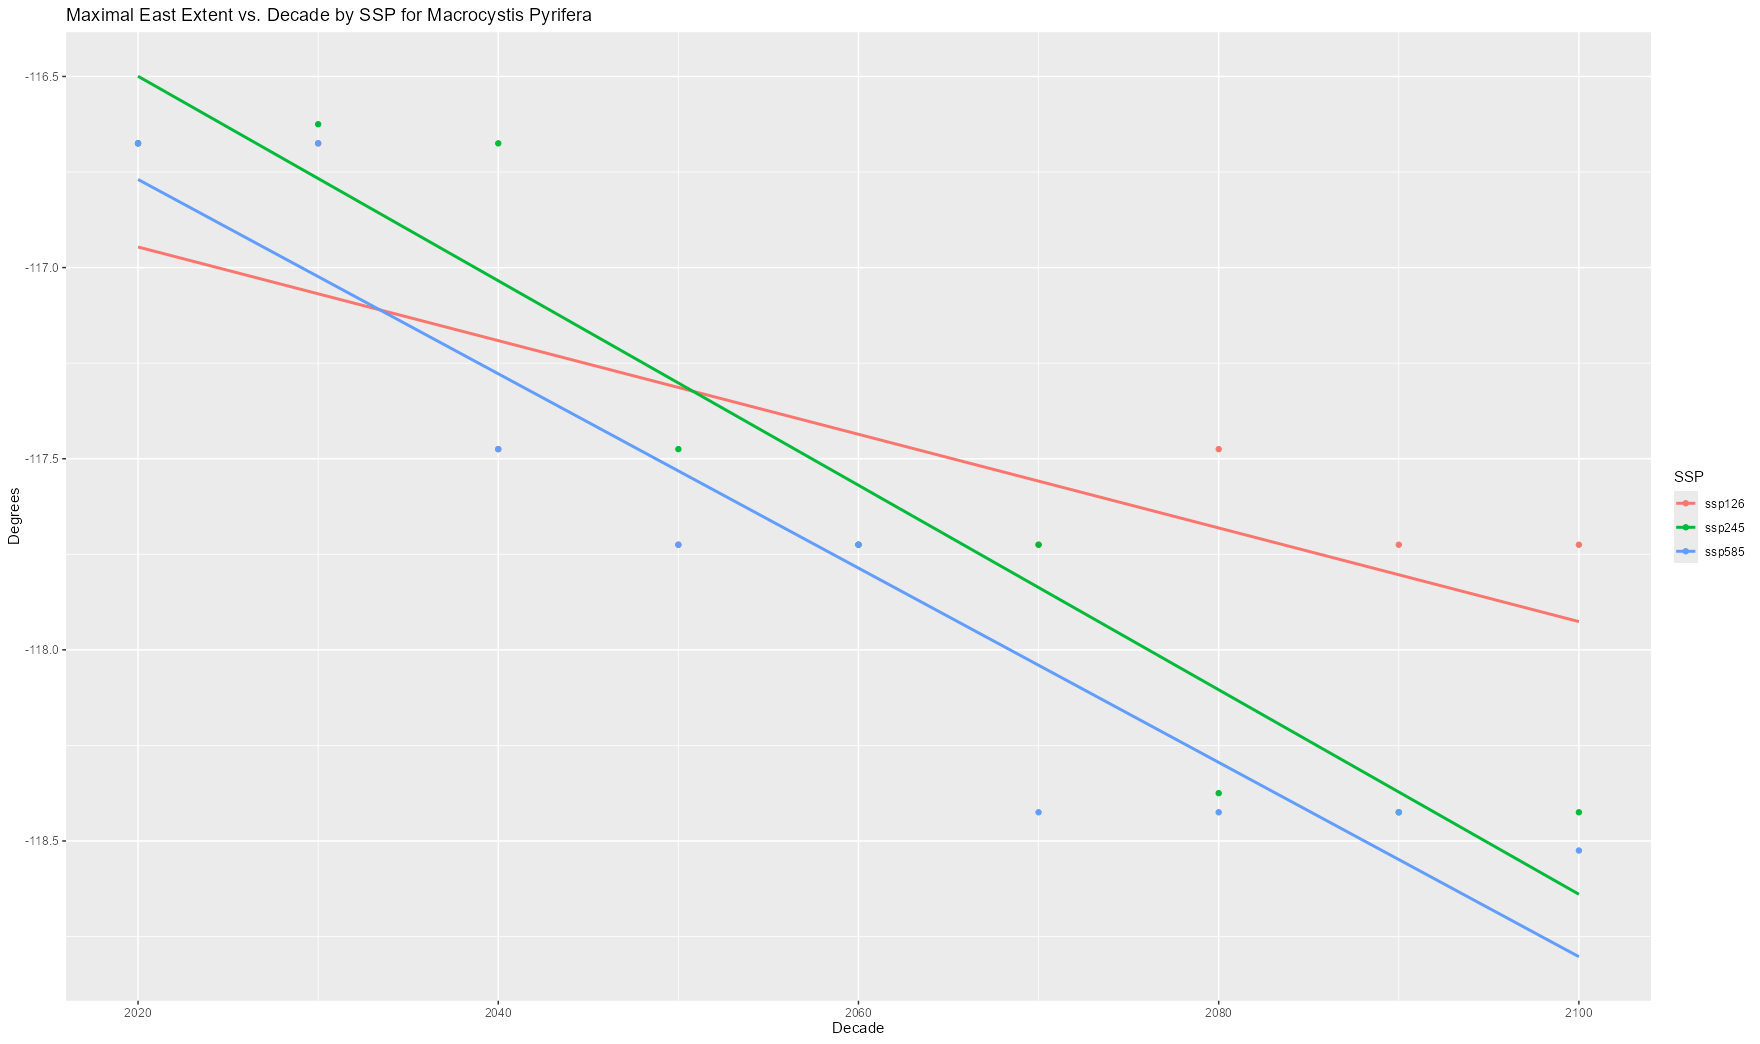 Maximal East Extent vs. Decade by SSP for Macrocystis Pyrifera
-116.5
-117.0
-117.5
-118.0
-118.5
Degrees
2020 2040 2060 2080 2100
Decade
SSP
ssp126
ssp245
ssp585